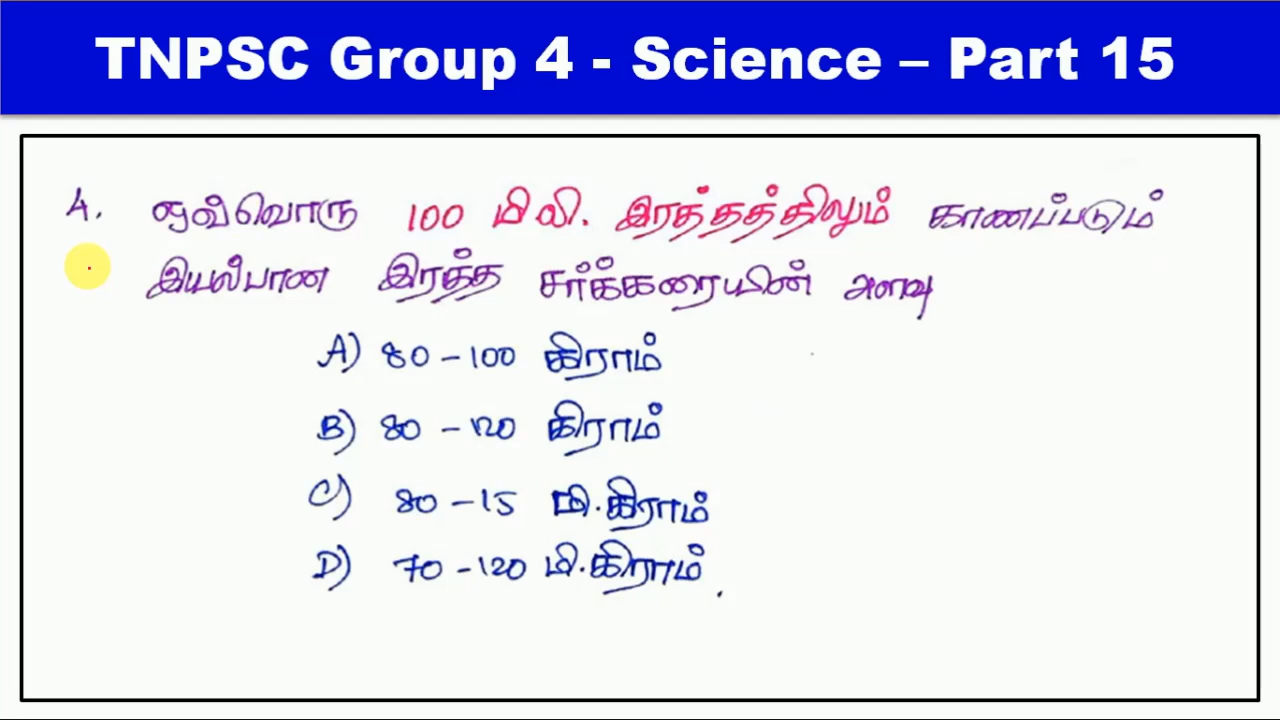 TNPSC Group 4 - Science – Part 15
4. ஒவ்வொரு 100 மி லி. இரத்தத்திலும் காணப்படும்
இயல்பான இரத்த சர்க்கரையின் அளவு
A) 80 – 100 கிராம்
B) 80 – 120 கிராம்
C) 80 – 15 மி.கிராம்
D) 70 – 120 மி.கிராம்.